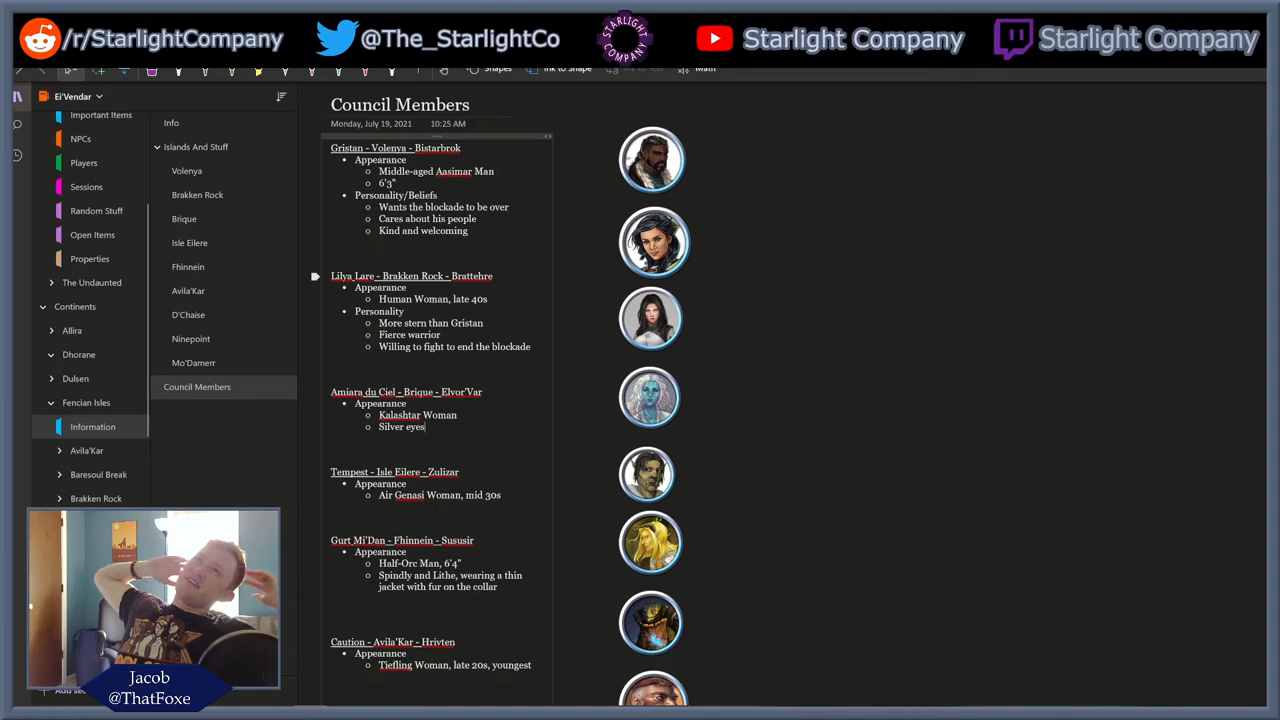 /r/StarlightCompany
@The_StarlightCo
STARLIGHT
COMPANY
Starlight Company
Starlight Company
Shapes
Ink to Shape
Math
Ei'Vendar
Important Items
NPCs
Players
Sessions
Random Stuff
Open Items
Properties
The Undaunted
Continents
Allira
Dhorane
Dulsen
Fencian Isles
Information
Avila'Kar
Baresoul Break
Brakken Rock
Info
Islands And Stuff
Volenya
Brakken Rock
Brique
Isle Eilere
Fhinnein
Avila'Kar
D'Chaise
Ninepoint
Mo'Damerr
Council Members
Council Members
Monday, July 19, 2021 10:25 AM
Gristan - Volenva - Bistarbrok
Appearance
Middle-aged Aasimar Man
6'3"
Personality/Beliefs
Wants the blockade to be over
Cares about his people
Kind and welcoming
Lilya Lare - Brakken Rock - Brattehre
Appearance
Human Woman, late 40s
Personality
More stern than Gristan
Fierce warrior
Willing to fight to end the blockade
Amiara du Ciel - Brique - Elvor'Var
Appearance
Kalashtar Woman
Silver eyes
Tempest - Isle Eilere - Zulizar
Appearance
Air Genasi Woman, mid 30s
Gurt Mi'Dan - Fhinnein - Sususir
Appearance
Half-Orc Man, 6'4"
Spindly and Lithe, wearing a thin
jacket with fur on the collar
Caution - Avila'Kar - Hrivten
Appearance
Tiefling Woman, late 20s, youngest
Jacob
@ThatFoxe